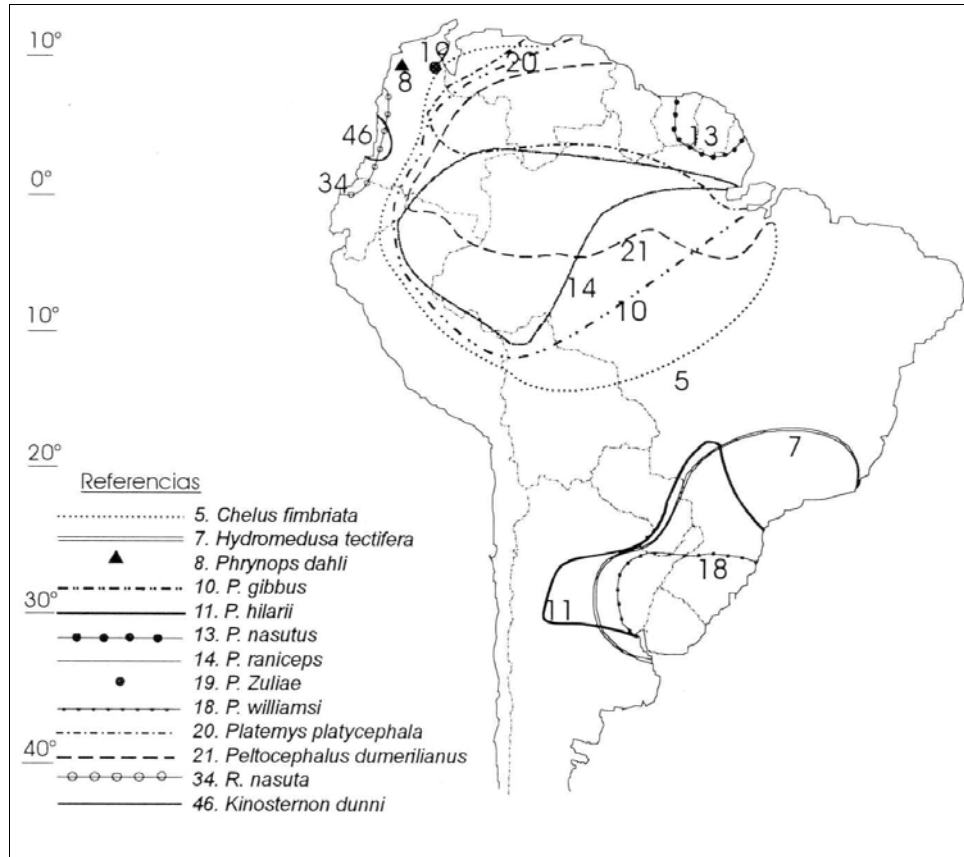 10°
0°
10°
20°
30°
40°
19
20
8
13
46
34
21
14
10
5
7
18
11
Referencias
5. Chelus fimbriata
7. Hydromedusa tectifera
8. Phrynops dahli
10. P. gibbus
11. P. hilarii
13. P. nasutus
14. P. raniceps
19. P. Zuliae
18. P. williamsi
20. Platemys platycephala
21. Peltocephalus dumerilianus
34. R. nasuta
46. Kinosternon dunni